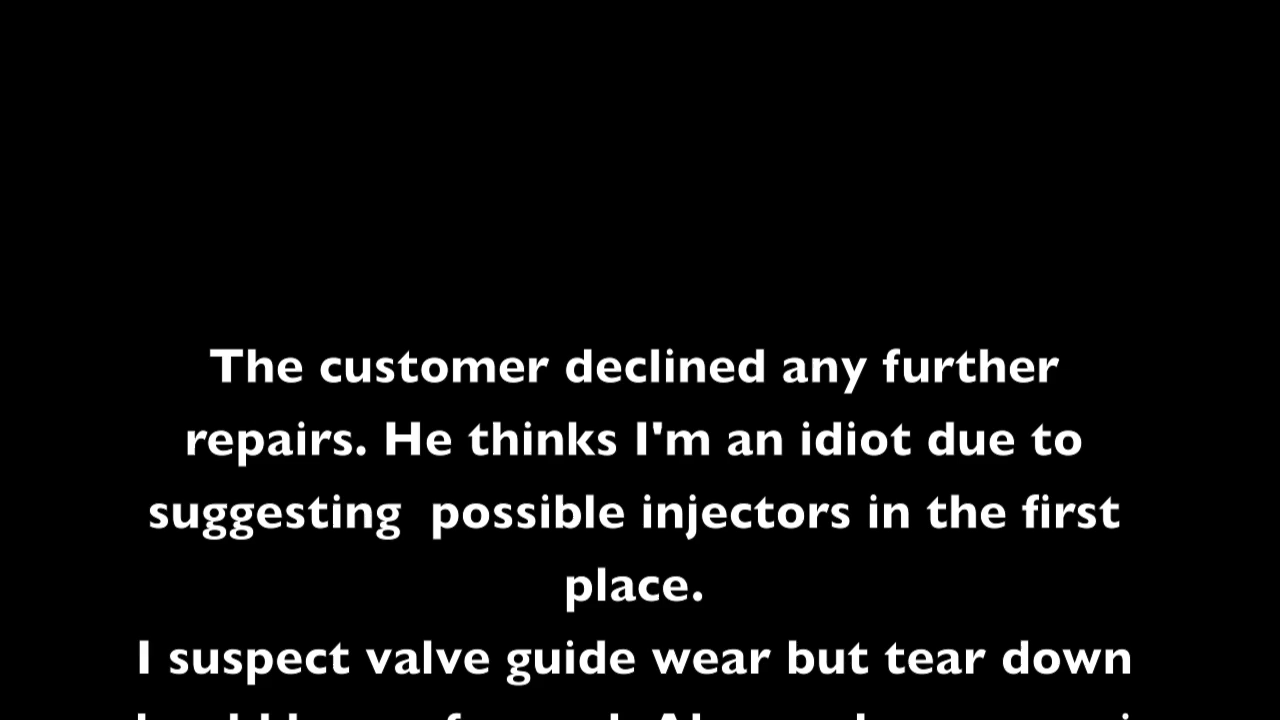 The customer declined any further
repairs. He thinks I'm an idiot due to
suggesting  possible injectors in the first
place.
I suspect valve guide wear but tear down